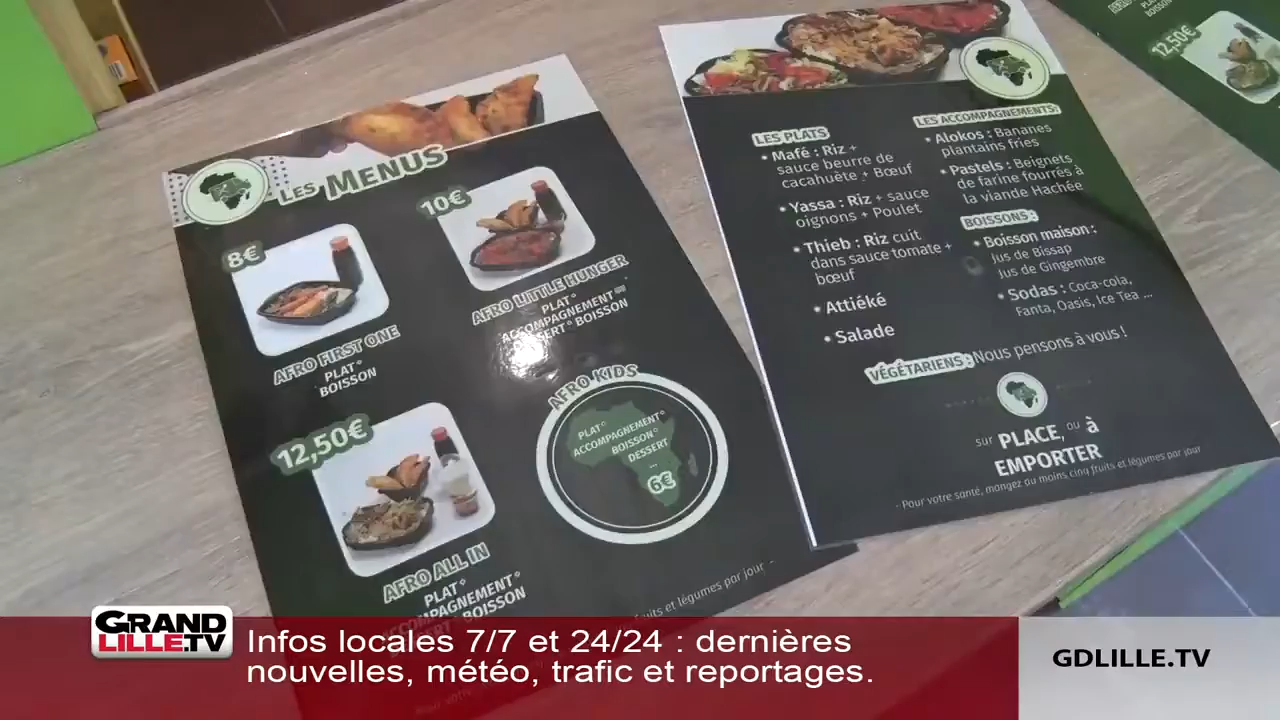 LES MENUS
8€
AFRO FIRST ONE
PLAT°
BOISSON
10€
AFRO LITTLE HUNGER
PLAT°
ACCOMPAGNEMENT
BOISSON
12,50€
AFRO ALL IN
PLAT°
BOISSON
AFRO KIDS
PLAT°
ACCOMPAGNEMENT°
BOISSON°
DESSERT
...
6€
fruits et légumes par jour -
LES PLATS
• Mafé : Riz +
sauce beurre de
cacahuète + Bœuf
• Yassa : Riz + sauce
oignons + Poulet
• Thieb : Riz cuit
dans sauce tomate +
bœuf
• Attiéké
• Salade
LES ACCOMPAGNEMENTS:
• Alokos : Bananes
plantains fries
• Pastels : Beignets
de farine fourrés à
la viande Hachée
BOISSONS :
• Boisson maison :
Jus de Bissap
Jus de Gingembre
• Sodas : Coca-cola,
Fanta, Oasis, Ice Tea ...
VÉGÉTARIENS : Nous pensons à vous !
sur PLACE, ou à
EMPORTER
- Pour votre santé, mangez au moins cinq fruits et légumes par jour
12,50€
GRAND
LILLE.TV
Infos locales 7/7 et 24/24 : dernières
nouvelles, météo, trafic et reportages.
GDLILLE.TV